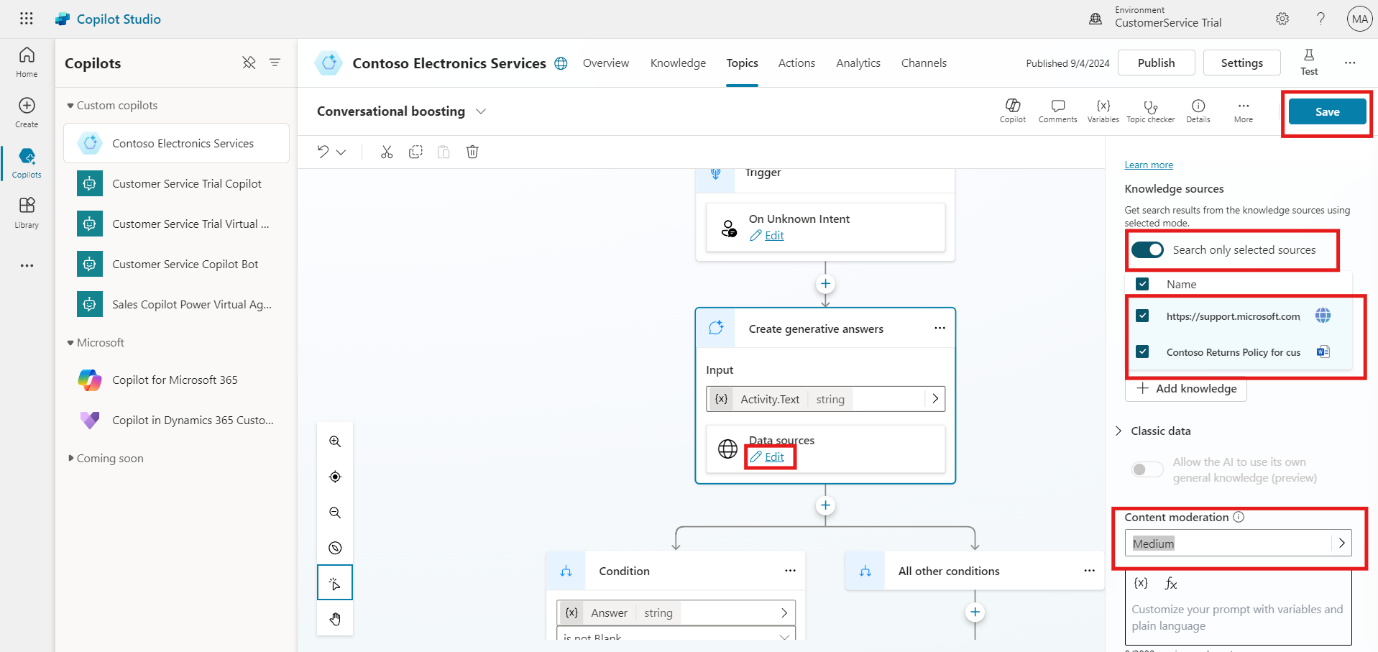 Copilot Studio
Environment
CustomerService Trial
?
MA
Home
Create
Copilots
Library
Copilots
Custom copilots
Contoso Electronics Services
Customer Service Trial Copilot
Customer Service Trial Virtual ...
Customer Service Copilot Bot
Sales Copilot Power Virtual Ag...
Microsoft
Copilot for Microsoft 365
Copilot in Dynamics 365 Custo...
Coming soon
Contoso Electronics Services
Overview
Knowledge
Topics
Actions
Analytics
Channels
Published 9/4/2024
Publish
Settings
Test
Conversational boosting
Copilot
Comments
{x}
Variables
Topic checker
Details
More
Save
Trigger
On Unknown Intent
Edit
Create generative answers
Input
{x} Activity.Text string
Data sources
Edit
Condition
{x} Answer string
is not Blank
All other conditions
Learn more
Knowledge sources
Get search results from the knowledge sources using
selected mode.
Search only selected sources
Name
https://support.microsoft.com
Contoso Returns Policy for cus
Add knowledge
Classic data
Allow the AI to use its own
general knowledge (preview)
Content moderation
Medium
{x} fx
Customize your prompt with variables and
plain language